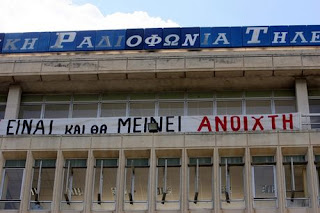 ΚΗ ΡΑΔΙΟΦΩΝΙΑ ΤΗΛΕ
ΕΙΝΑΙ ΚΑΙ ΘΑ ΜΕΙΝΕΙ ΑΝΟΙΧΤΗ